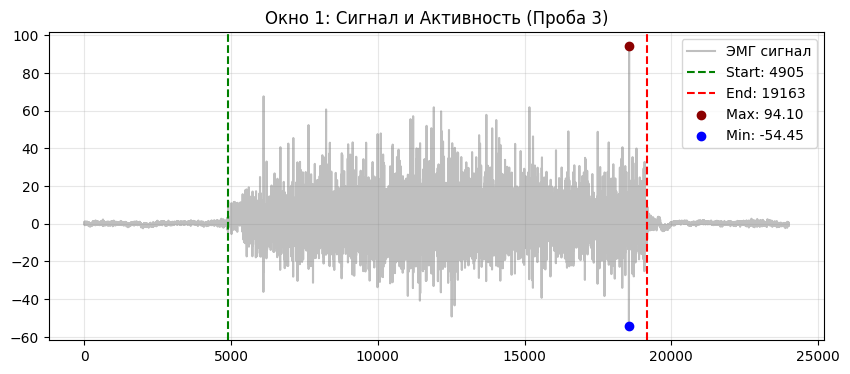 Окно 1: Сигнал и Активность (Проба 3)
100
80
60
40
20
0
−20
−40
−60
0
5000
10000
15000
20000
25000
ЭМГ сигнал
Start: 4905
End: 19163
Max: 94.10
Min: -54.45